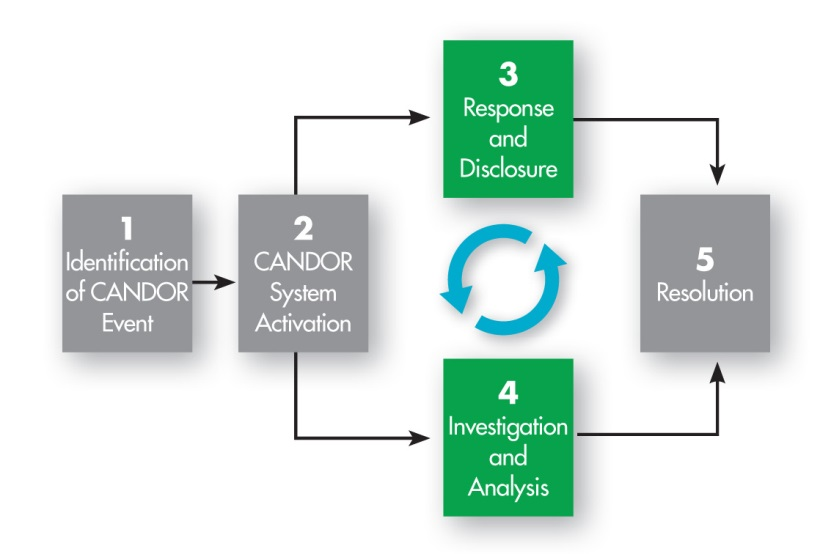 1
Identification
of CANDOR
Event
2
CANDOR
System
Activation
3
Response
and
Disclosure
4
Investigation
and
Analysis
5
Resolution